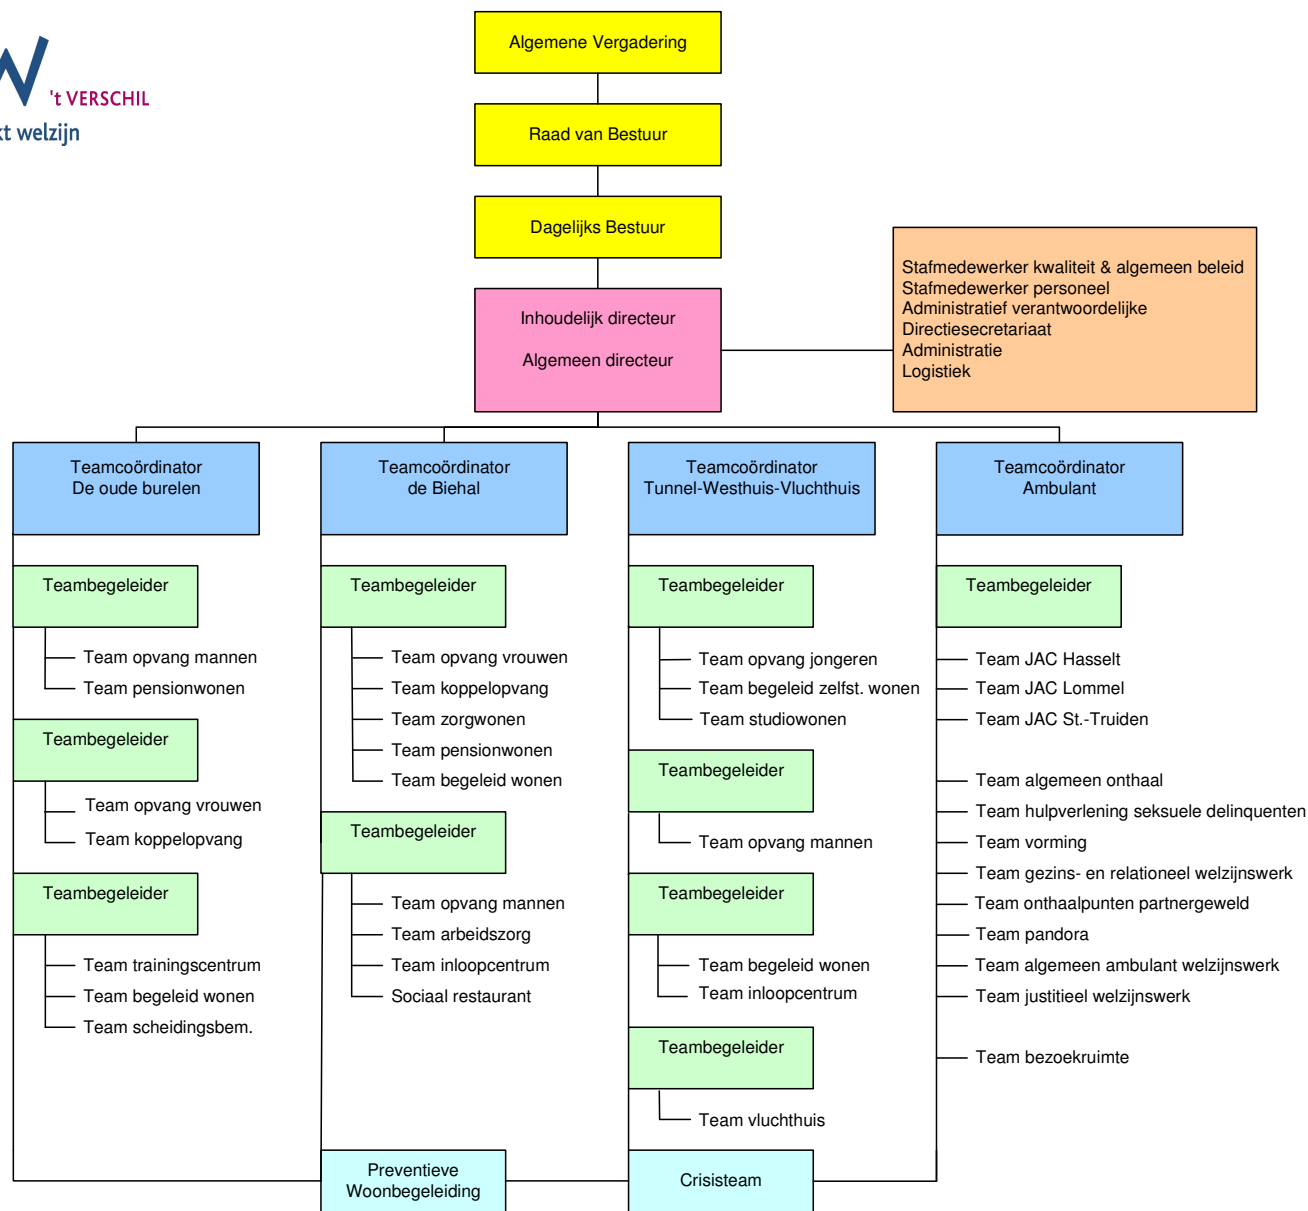 't VERSCHIL
kt welzijn
Algemene Vergadering
Raad van Bestuur
Dagelijks Bestuur
Inhoudelijk directeur
Algemeen directeur
Stafmedewerker kwaliteit & algemeen beleid
Stafmedewerker personeel
Administratief verantwoordelijke
Directiesecretariaat
Administratie
Logistiek
Teamcoördinator
De oude burelen
Teambegeleider
Team opvang mannen
Team pensionwonen
Teambegeleider
Team opvang vrouwen
Team koppelopvang
Teambegeleider
Team trainingscentrum
Team begeleid wonen
Team scheidingsbem.
Teamcoördinator
de Biehal
Teambegeleider
Team opvang vrouwen
Team koppelopvang
Team zorgwonen
Team pensionwonen
Team begeleid wonen
Teambegeleider
Team opvang mannen
Team arbeidszorg
Team inloopcentrum
Sociaal restaurant
Teamcoördinator
Tunnel-Westhuis-Vluchthuis
Teambegeleider
Team opvang jongeren
Team begeleid zelfst. wonen
Team studiowonen
Teambegeleider
Team opvang mannen
Teambegeleider
Team begeleid wonen
Team inloopcentrum
Teambegeleider
Team vluchthuis
Teamcoördinator
Ambulant
Teambegeleider
Team JAC Hasselt
Team JAC Lommel
Team JAC St.-Truiden
Team algemeen onthaal
Team hulpverlening seksuele delinquenten
Team vorming
Team gezins- en relationeel welzijnswerk
Team onthaalpunten partnergeweld
Team pandora
Team algemeen ambulant welzijnswerk
Team justitieel welzijnswerk
Team bezoekruimte
Preventieve
Woonbegeleiding
Crisisteam